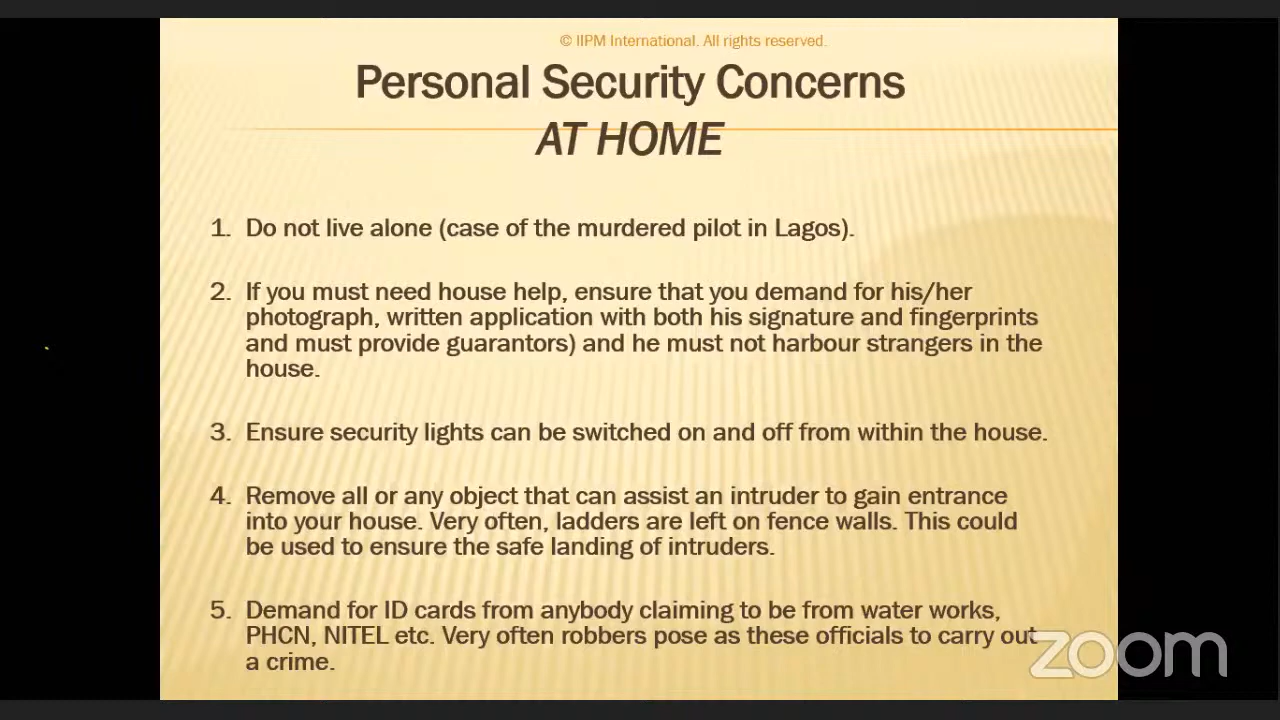 © IIPM International. All rights reserved.
Personal Security Concerns
AT HOME
1. Do not live alone (case of the murdered pilot in Lagos).
2. If you must need house help, ensure that you demand for his/her
photograph, written application with both his signature and fingerprints
and must provide guarantors) and he must not harbour strangers in the
house.
3. Ensure security lights can be switched on and off from within the house.
4. Remove all or any object that can assist an intruder to gain entrance
into your house. Very often, ladders are left on fence walls. This could
be used to ensure the safe landing of intruders.
5. Demand for ID cards from anybody claiming to be from water works,
PHCN, NITEL etc. Very often robbers pose as these officials to carry out
a crime.
zoom